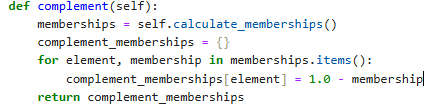 def complement(self):
    memberships = self.calculate_memberships()
    complement_memberships = {}
    for element, membership in memberships.items():
        complement_memberships[element] = 1.0 - membership
    return complement_memberships